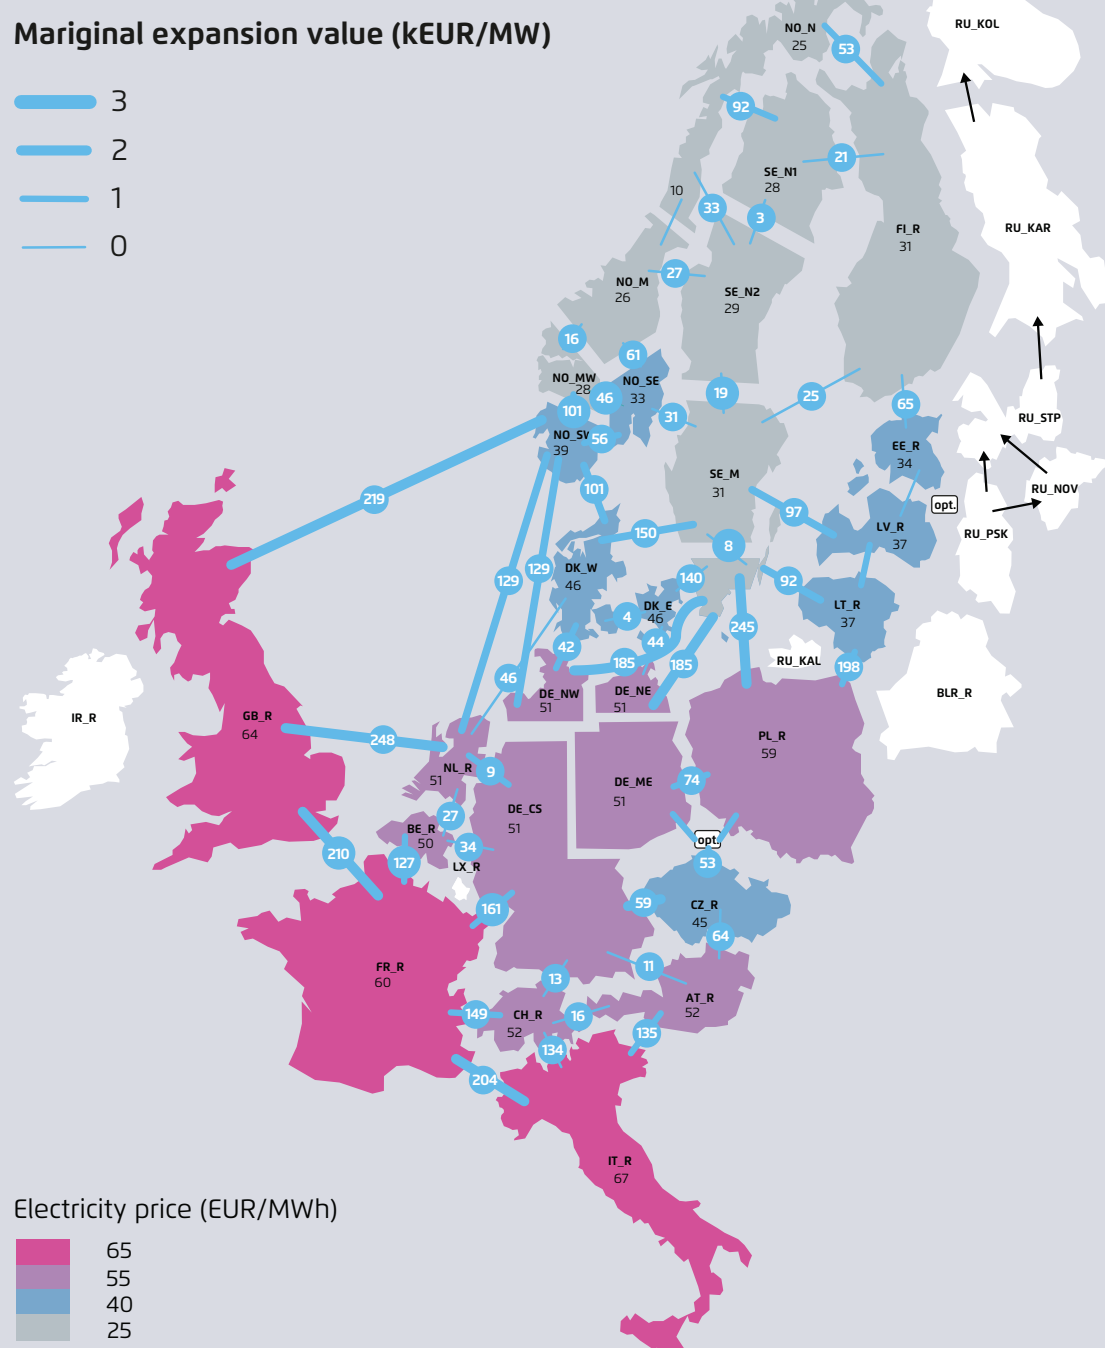 Mariginal expansion value (kEUR/MW)
3
2
1
0
RU_KOL
NO_N
25
53
92
SE_N1
28
21
10
33
3
FI_R
31
RU_KAR
NO_M
26
27
SE_N2
29
16
61
NO_MW
28
NO_SE
33
46
101
19
25
65
31
RU_STP
NO_SW
39
56
EE_R
34
SE_M
31
RU_NOV
219
101
97
opt.
LV_R
37
RU_PSK
150
8
DK_W
46
129
129
140
92
DK_E
46
4
LT_R
37
245
44
42
185
185
RU_KAL
198
46
DE_NW
51
DE_NE
51
BLR_R
IR_R
GB_R
64
248
PL_R
59
NL_R
51
9
DE_ME
51
74
DE_CS
51
27
BE_R
50
34
opt.
210
127
LX_R
53
161
59
CZ_R
45
64
FR_R
60
11
13
AT_R
52
149
CH_R
52
16
135
134
204
IT_R
67
Electricity price (EUR/MWh)
65
55
40
25